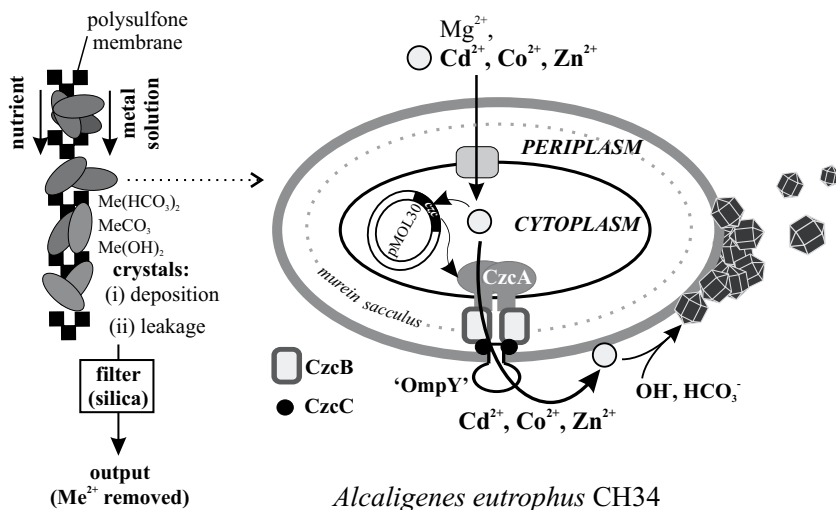 polysulfone
membrane
nutrient
metal
solution
Me(HCO₃)₂
MeCO₃
Me(OH)₂
crystals:
(i) deposition
(ii) leakage
filter
(silica)
output
(Me²⁺ removed)
Mg²⁺,
Cd²⁺, Co²⁺, Zn²⁺
PERIPLASM
CYTOPLASM
czc
pMOL30
CzcA
murein sacculus
CzcB
CzcC
‘OmpY’
Cd²⁺, Co²⁺, Zn²⁺
OH⁻, HCO₃⁻
Alcaligenes eutrophus CH34